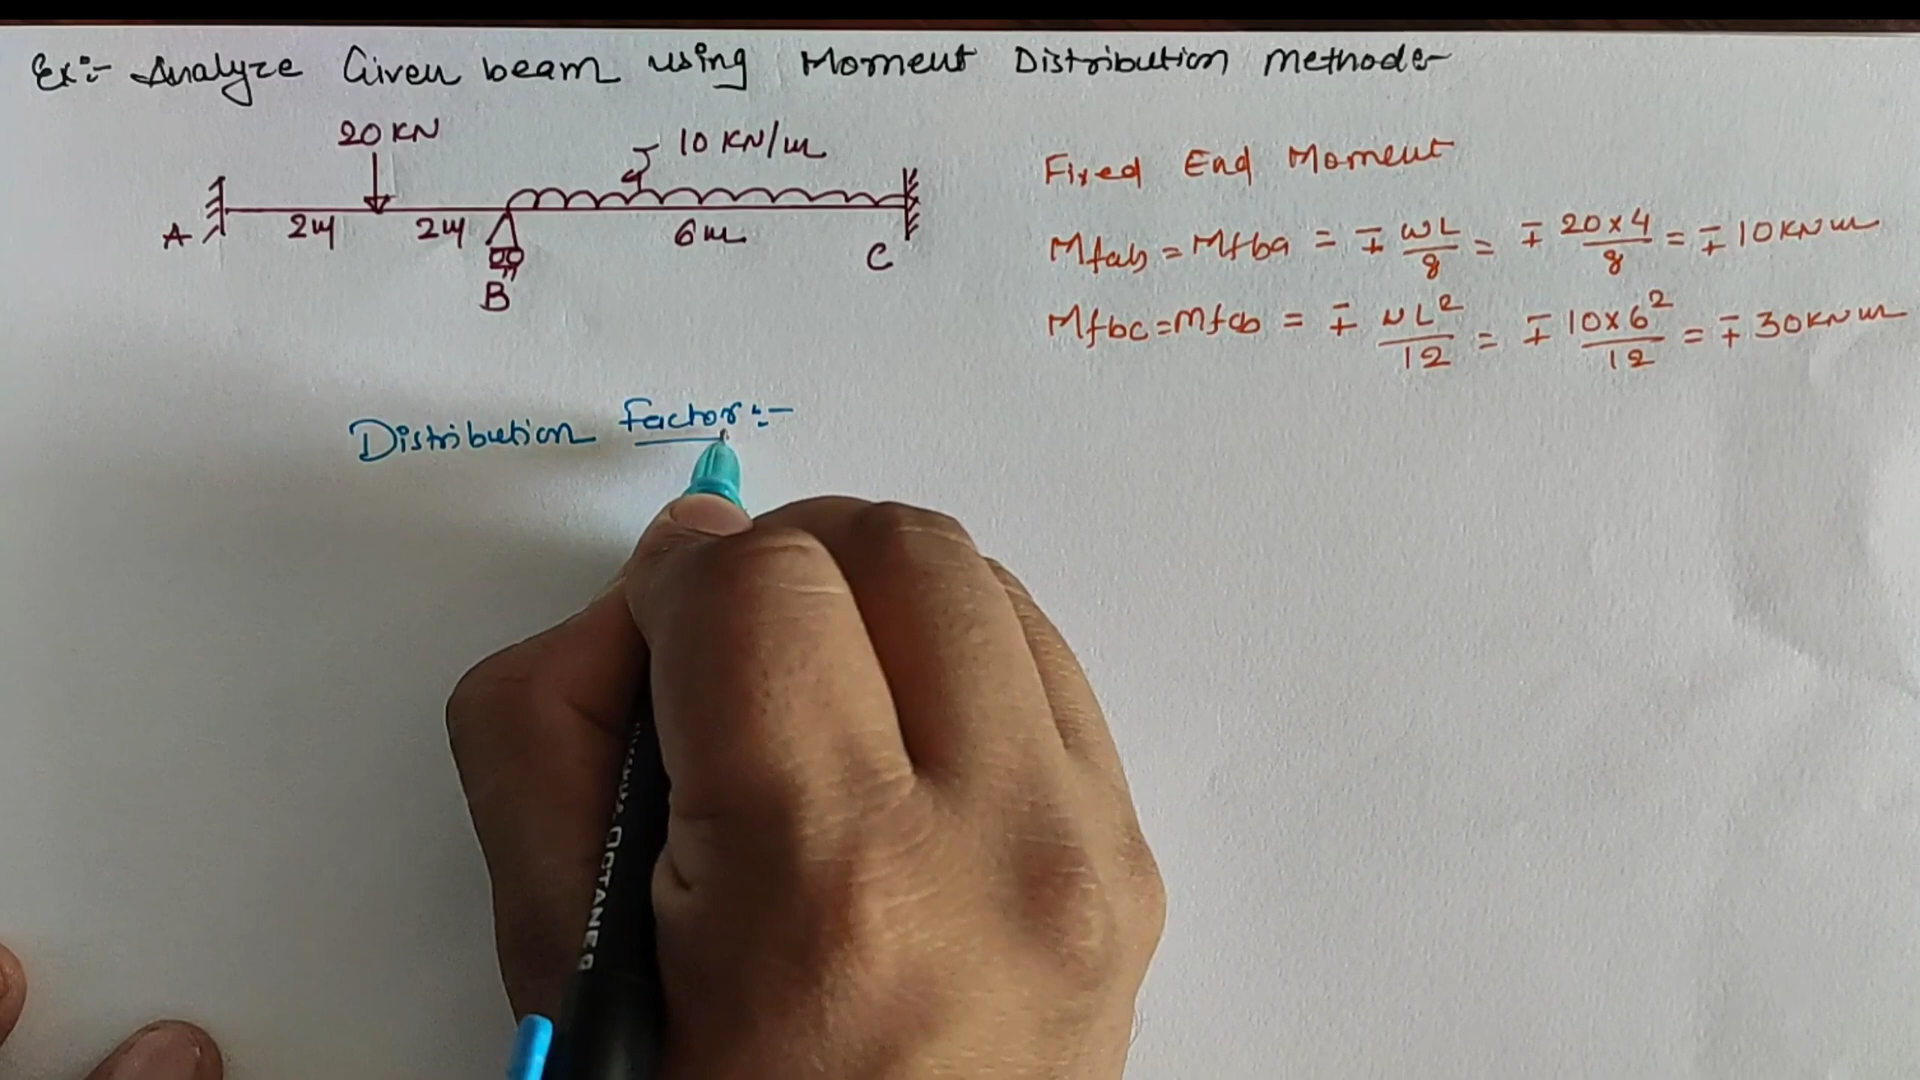 Ex:- Analyze Given beam using Moment Distribution Methode-
20 KN
10 KN/m
A
2m
2m
6m
C
B
Fixed End Moment
Mfab = Mfba = ∓ WL/8 = ∓ 20×4/8 = ∓ 10 KNm
Mfbc = Mfcb = ∓ WL²/12 = ∓ 10×6²/12 = ∓ 30 KNm
Distribution Factor:-
OCTANE